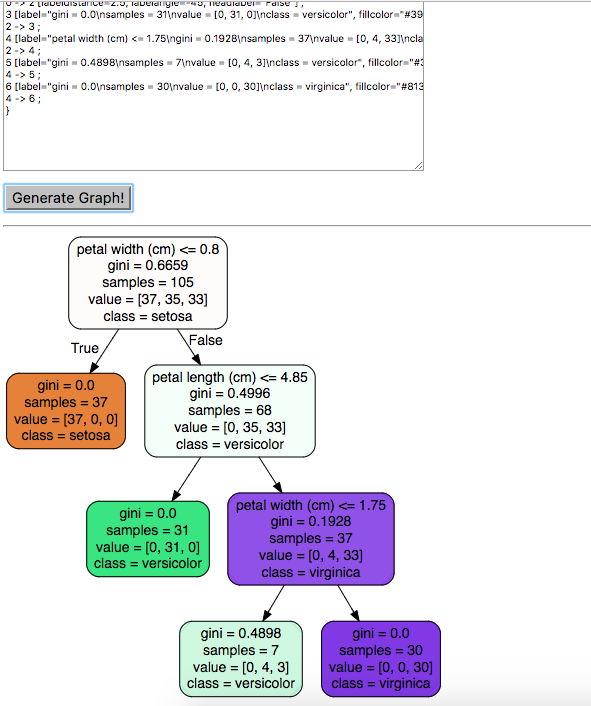 0 -> 2 [labeldistance=2.5, labelangle=-45, headlabel="False"] ;
3 [label="gini = 0.0\nsamples = 31\nvalue = [0, 31, 0]\nclass = versicolor", fillcolor="#39
2 -> 3 ;
4 [label="petal width (cm) <= 1.75\ngini = 0.1928\nsamples = 37\nvalue = [0, 4, 33]\ncla
2 -> 4 ;
5 [label="gini = 0.4898\nsamples = 7\nvalue = [0, 4, 3]\nclass = versicolor", fillcolor="#3
4 -> 5 ;
6 [label="gini = 0.0\nsamples = 30\nvalue = [0, 0, 30]\nclass = virginica", fillcolor="#813
4 -> 6 ;
}
Generate Graph!
petal width (cm) <= 0.8
gini = 0.6659
samples = 105
value = [37, 35, 33]
class = setosa
True
False
gini = 0.0
samples = 37
value = [37, 0, 0]
class = setosa
petal length (cm) <= 4.85
gini = 0.4996
samples = 68
value = [0, 35, 33]
class = versicolor
gini = 0.0
samples = 31
value = [0, 31, 0]
class = versicolor
petal width (cm) <= 1.75
gini = 0.1928
samples = 37
value = [0, 4, 33]
class = virginica
gini = 0.4898
samples = 7
value = [0, 4, 3]
class = versicolor
gini = 0.0
samples = 30
value = [0, 0, 30]
class = virginica